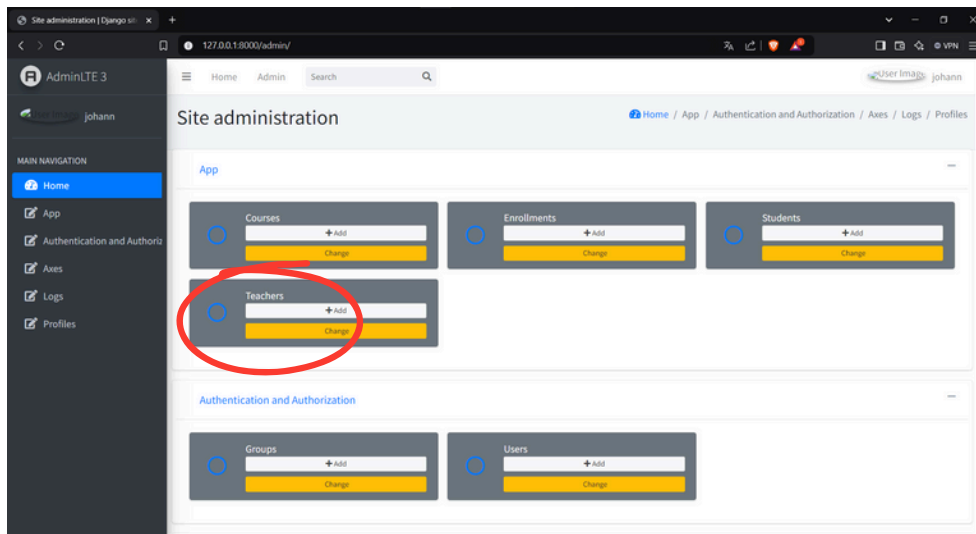 Site administration | Django sit
127.0.0.1:8000/admin/
VPN
AdminLTE 3
Home Admin Search
User Image johann
johann
Site administration
Home / App / Authentication and Authorization / Axes / Logs / Profiles
MAIN NAVIGATION
Home
App
Authentication and Authoriz
Axes
Logs
Profiles
App
Courses
+ Add
Change
Enrollments
+ Add
Change
Students
+ Add
Change
Teachers
+ Add
Change
Authentication and Authorization
Groups
+ Add
Change
Users
+ Add
Change